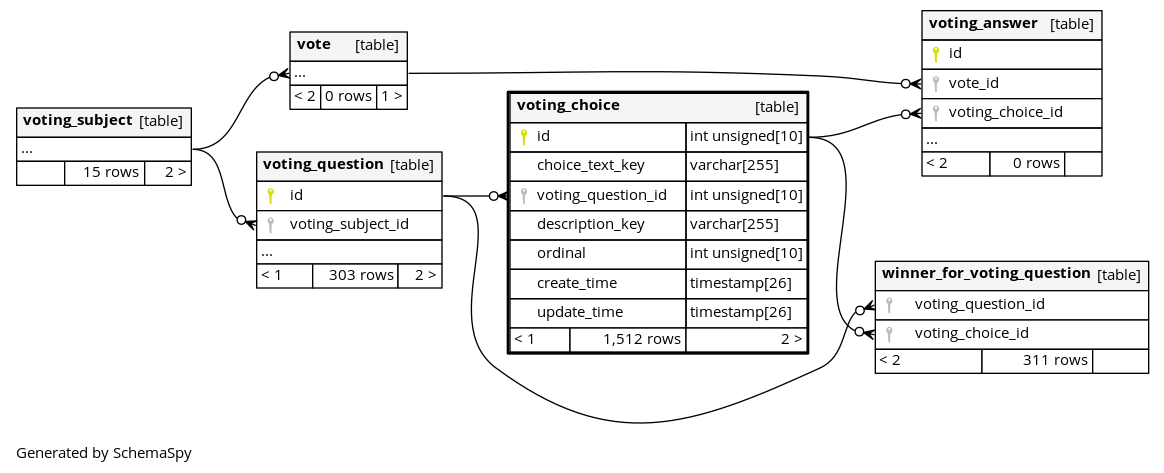 voting_subject [table]
...
15 rows 2 >
vote [table]
...
< 2 0 rows 1 >
voting_question [table]
id
voting_subject_id
...
< 1 303 rows 2 >
voting_choice [table]
id int unsigned[10]
choice_text_key varchar[255]
voting_question_id int unsigned[10]
description_key varchar[255]
ordinal int unsigned[10]
create_time timestamp[26]
update_time timestamp[26]
< 1 1,512 rows 2 >
voting_answer [table]
id
vote_id
voting_choice_id
...
< 2 0 rows
winner_for_voting_question [table]
voting_question_id
voting_choice_id
< 2 311 rows
Generated by SchemaSpy